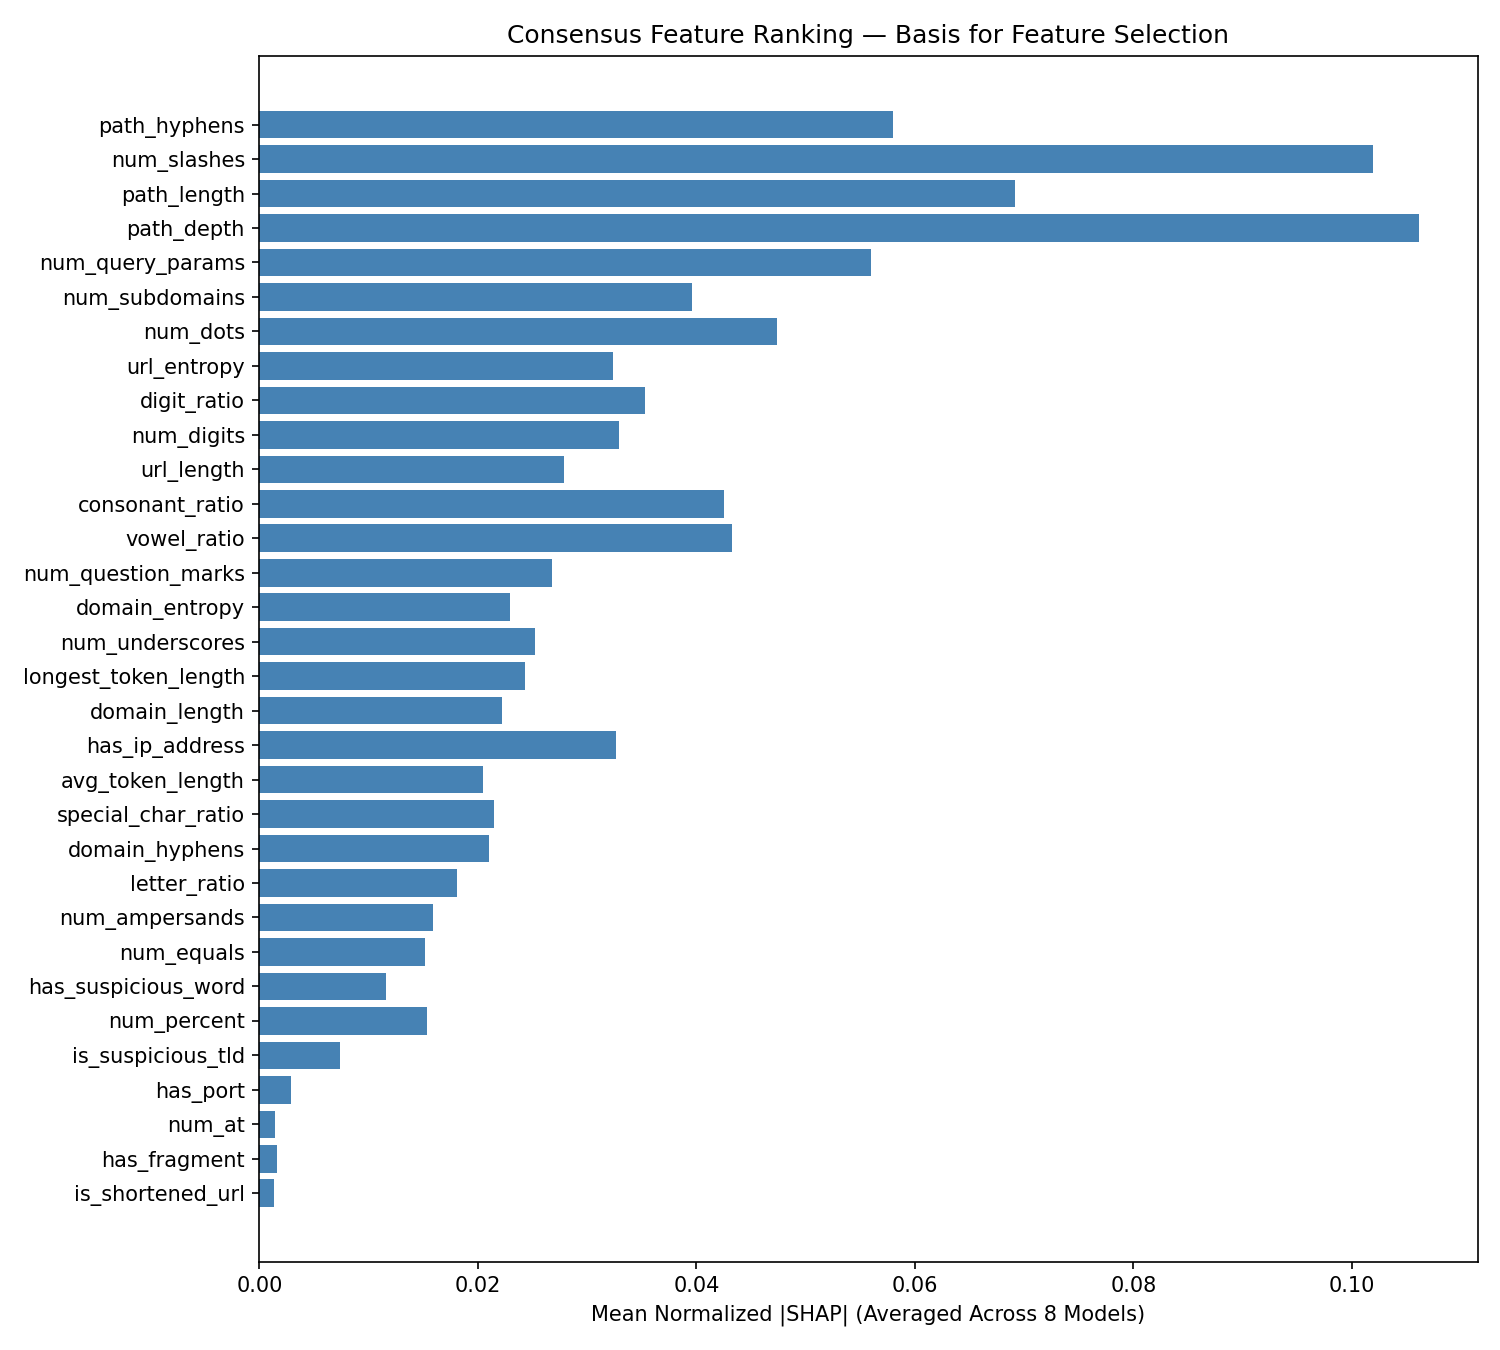 Consensus Feature Ranking — Basis for Feature Selection
path_hyphens
num_slashes
path_length
path_depth
num_query_params
num_subdomains
num_dots
url_entropy
digit_ratio
num_digits
url_length
consonant_ratio
vowel_ratio
num_question_marks
domain_entropy
num_underscores
longest_token_length
domain_length
has_ip_address
avg_token_length
special_char_ratio
domain_hyphens
letter_ratio
num_ampersands
num_equals
has_suspicious_word
num_percent
is_suspicious_tld
has_port
num_at
has_fragment
is_shortened_url
0.00 0.02 0.04 0.06 0.08 0.10
Mean Normalized |SHAP| (Averaged Across 8 Models)